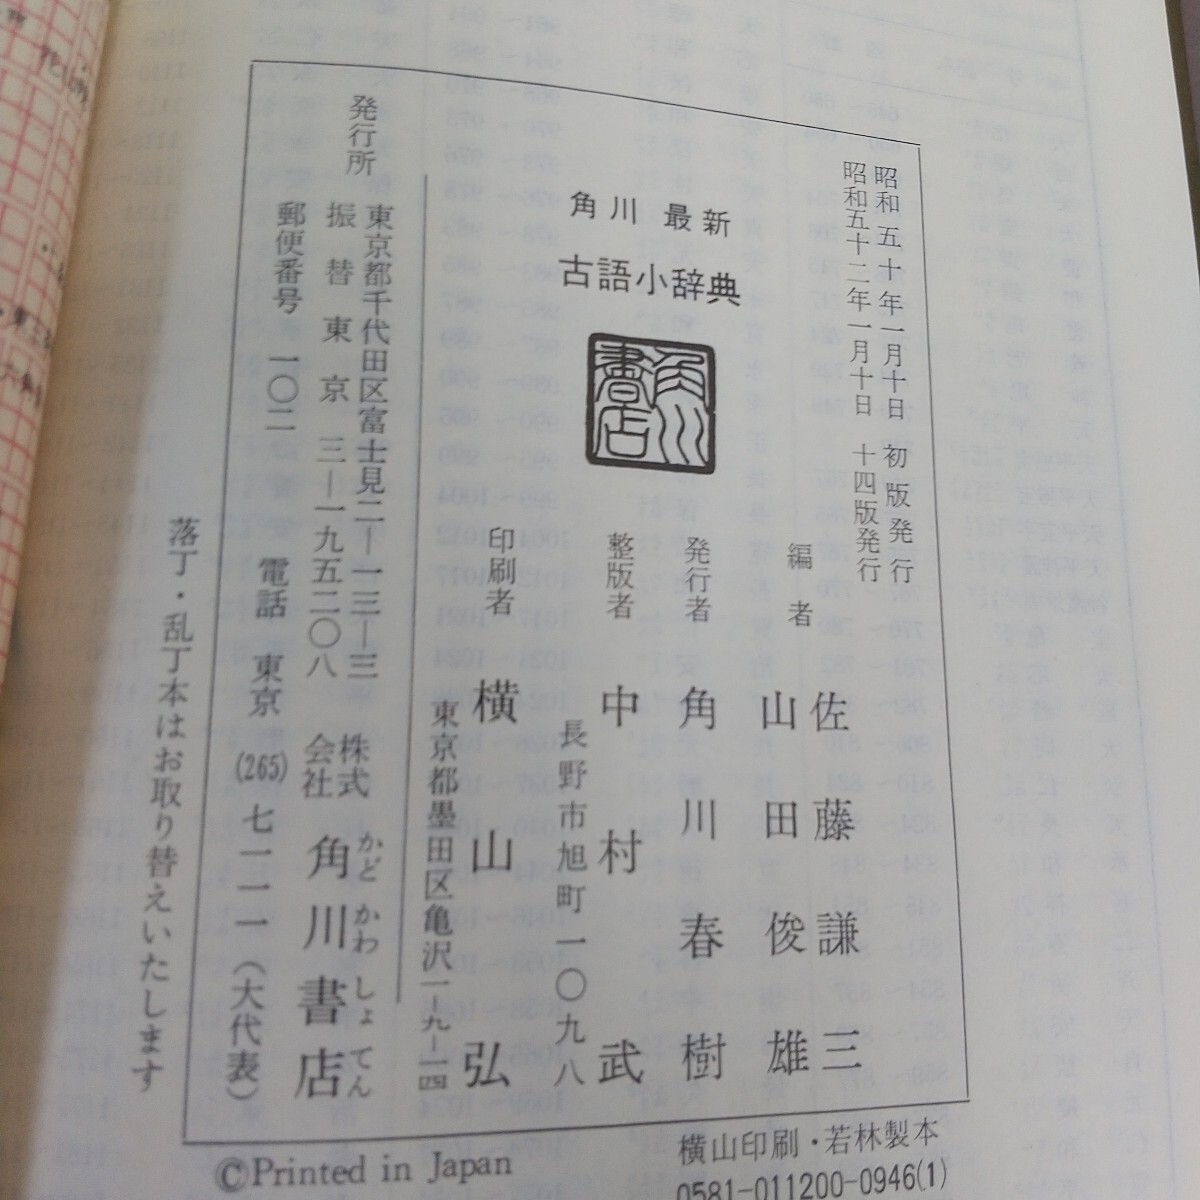 昭和五十年一月十日 初版発行
昭和五十二年一月十日 十四版発行
角川 最新
古語小辞典
角川書店
編者 佐藤謙三
山田俊雄
発行者 角川春樹
整版者 中村武
長野市旭町一〇九八
印刷者 横山弘
東京都墨田区亀沢一-九-一四
発行所
東京都千代田区富士見二-一三-三
振替東京三-一九五二〇八
郵便番号一〇二
株式会社 角川書店
かどかわしょてん
電話 東京 (265) 七一一一(大代表)
落丁・乱丁本はお取り替えいたします
©Printed in Japan
横山印刷・若林製本
0581-011200-0946(1)